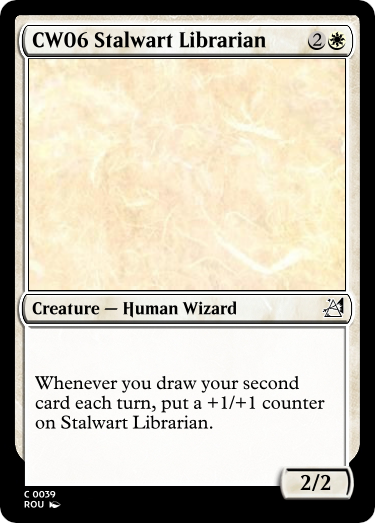 CW06 Stalwart Librarian 2
Creature — Human Wizard
Whenever you draw your second
card each turn, put a +1/+1 counter
on Stalwart Librarian.
2/2
C 0039
ROU